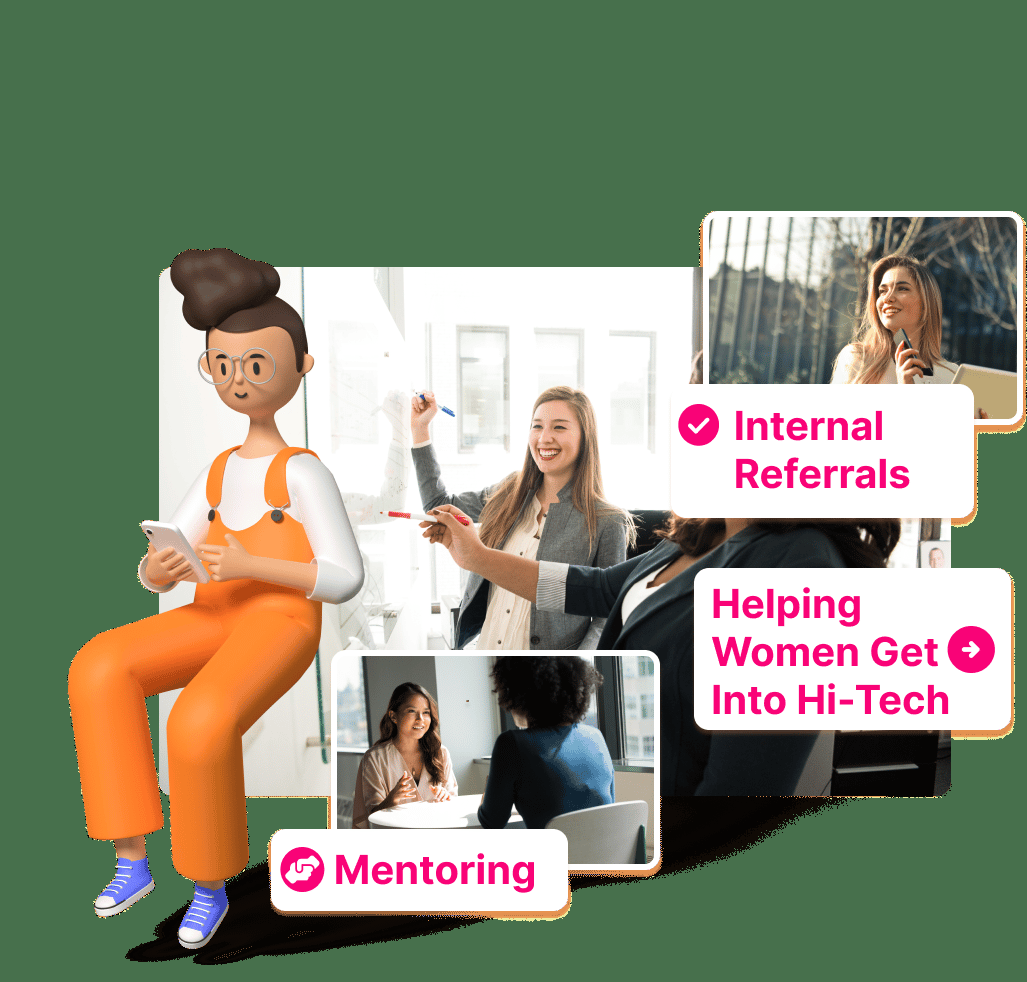 Internal
Referrals
Helping
Women Get
Into Hi-Tech
Mentoring